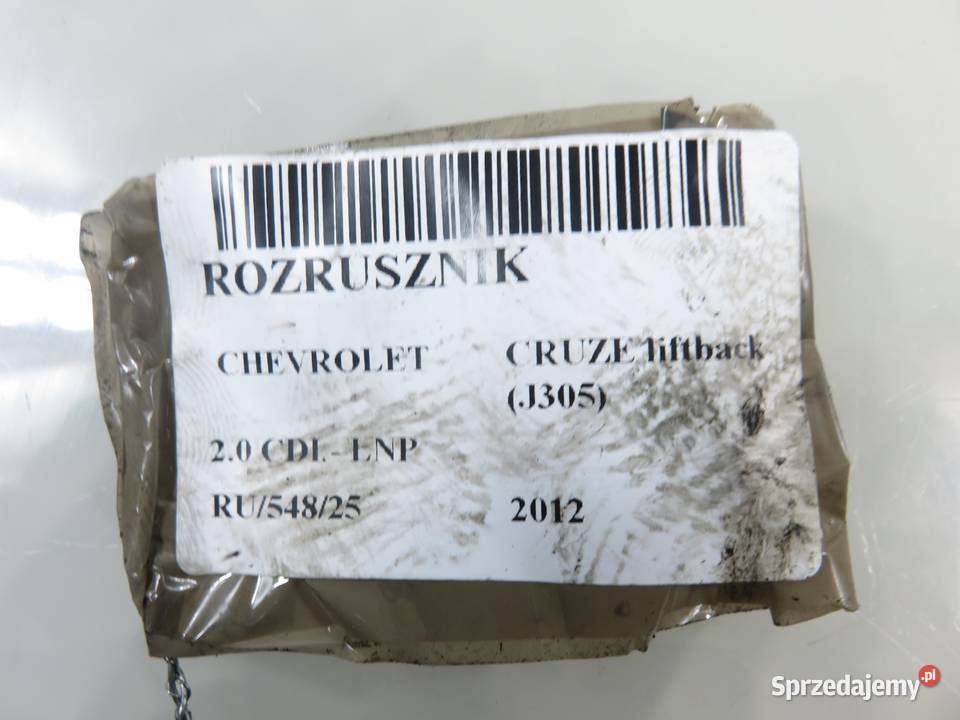 ROZRUSZNIK
CHEVROLET CRUZE liftback
(J305)
2.0 CDI - LNP
RU/548/25 2012
Sprzedajemy.pl